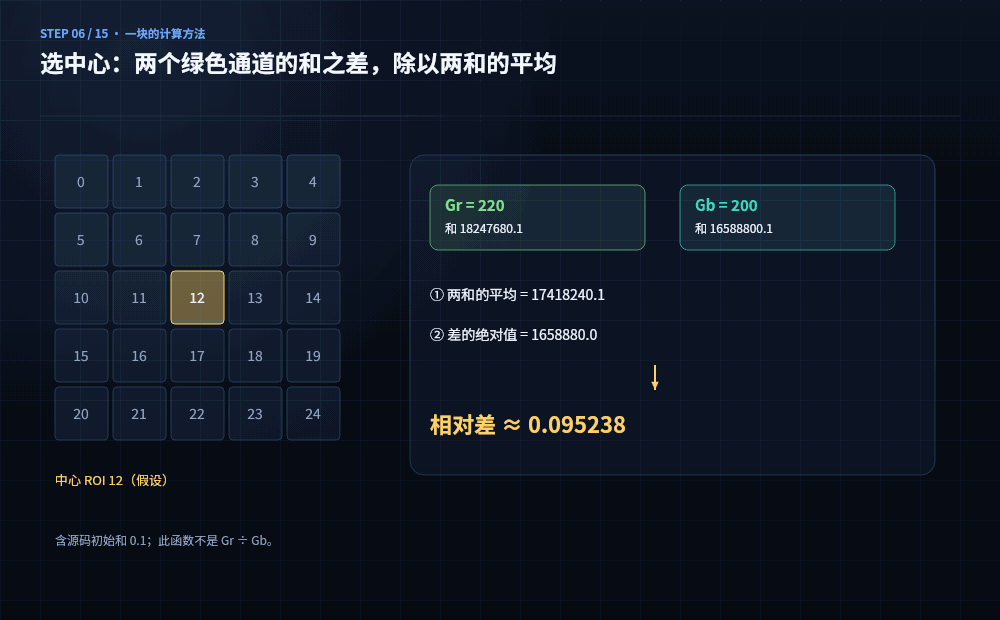 STEP 06 / 15 · 一块的计算方法
选中心：两个绿色通道的和之差，除以两和的平均
0 1 2 3 4
5 6 7 8 9
10 11 12 13 14
15 16 17 18 19
20 21 22 23 24
中心 ROI 12（假设）
含源码初始和 0.1；此函数不是 Gr ÷ Gb。
Gr = 220
和 18247680.1
Gb = 200
和 16588800.1
① 两和的平均 = 17418240.1
② 差的绝对值 = 1658880.0
相对差 ≈ 0.095238